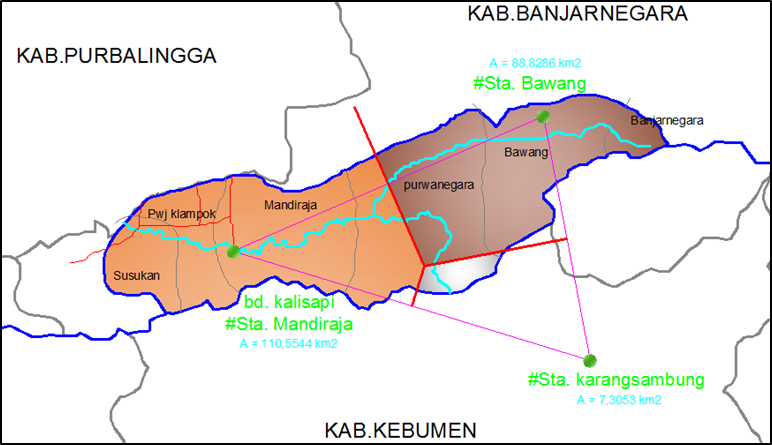 KAB.BANJARNEGARA
KAB.PURBALINGGA
A = 88,8286 km2
#Sta. Bawang
Banjarnegara
Bawang
purwanegara
Mandiraja
Pwj klampok
Susukan
bd. kalisapi
#Sta. Mandiraja
A = 110,5544 km2
#Sta. karangsambung
A = 7,3053 km2
KAB.KEBUMEN